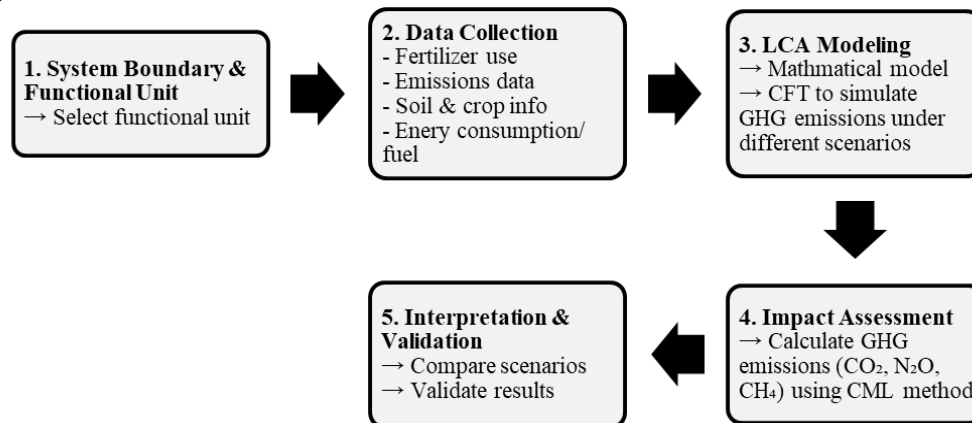 1. System Boundary &
Functional Unit
→ Select functional unit
2. Data Collection
- Fertilizer use
- Emissions data
- Soil & crop info
- Enery consumption/
fuel
3. LCA Modeling
→ Mathmatical model
→ CFT to simulate
GHG emissions under
different scenarios
4. Impact Assessment
→ Calculate GHG
emissions (CO₂, N₂O,
CH₄) using CML method
5. Interpretation &
Validation
→ Compare scenarios
→ Validate results